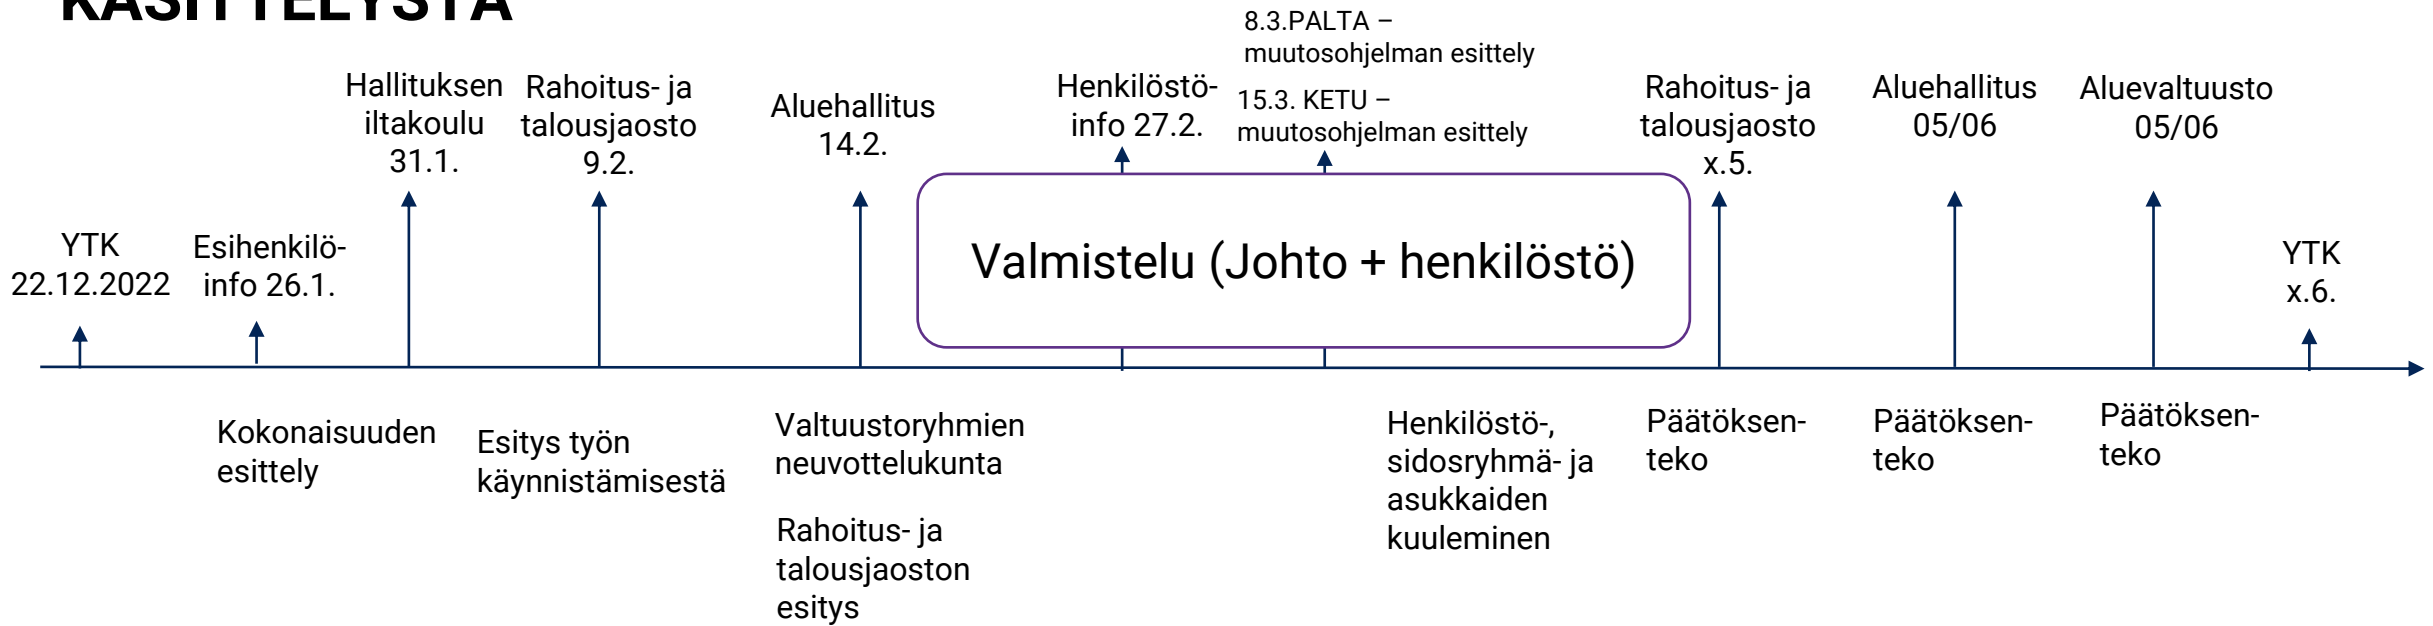 KÄSITTELYSTÄ
8.3.PALTA –
muutosohjelman esittely
15.3. KETU –
muutosohjelman esittely
Hallituksen
iltakoulu
31.1.
Rahoitus- ja
talousjaosto
9.2.
Aluehallitus
14.2.
Henkilöstö-
info 27.2.
Rahoitus- ja
talousjaosto
x.5.
Aluehallitus
05/06
Aluevaltuusto
05/06
YTK
22.12.2022
Esihenkilö-
info 26.1.
Valmistelu (Johto + henkilöstö)
YTK
x.6.
Kokonaisuuden
esittely
Esitys työn
käynnistämisestä
Valtuustoryhmien
neuvottelukunta
Rahoitus- ja
talousjaoston
esitys
Henkilöstö-,
sidosryhmä- ja
asukkaiden
kuuleminen
Päätöksen-
teko
Päätöksen-
teko
Päätöksen-
teko